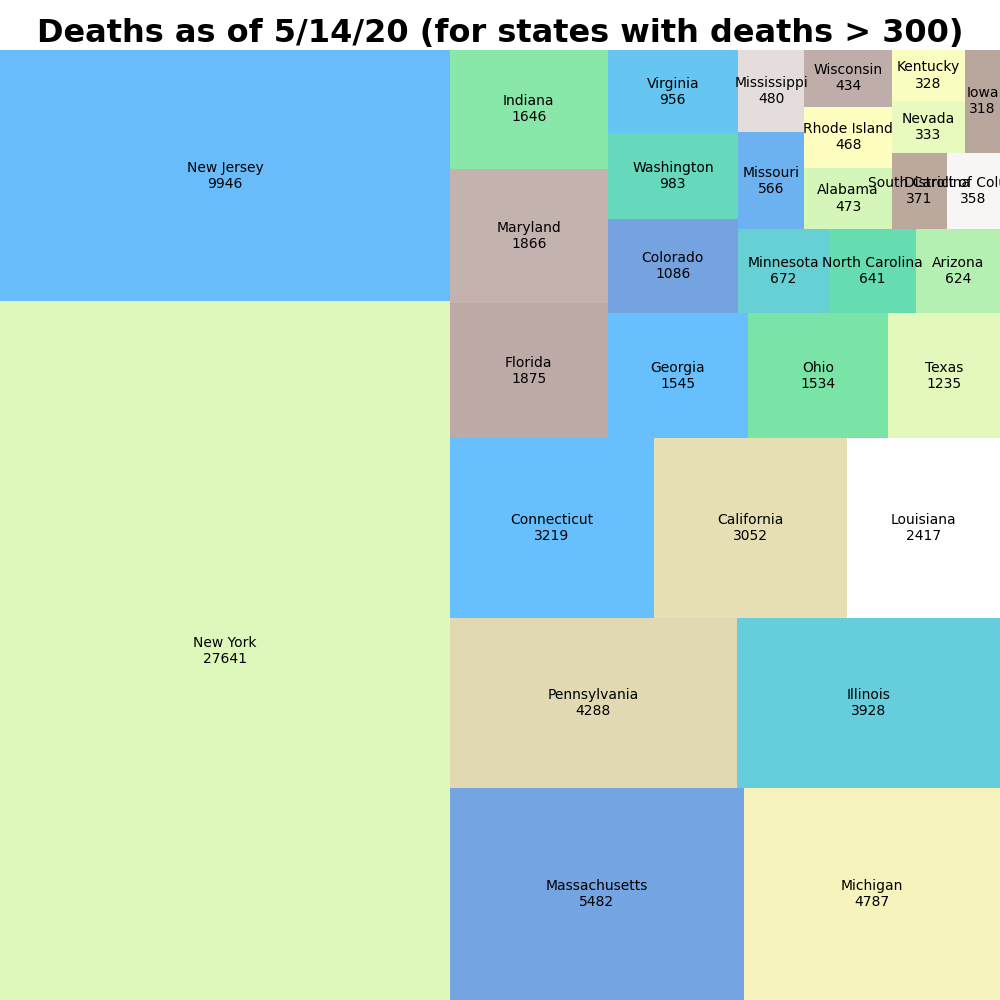 Deaths as of 5/14/20 (for states with deaths > 300)
New Jersey
9946
New York
27641
Indiana
1646
Maryland
1866
Florida
1875
Virginia
956
Washington
983
Colorado
1086
Mississippi
480
Missouri
566
Wisconsin
434
Rhode Island
468
Alabama
473
Kentucky
328
Nevada
333
Iowa
318
South Carolina
371
District of Colu
358
Minnesota
672
North Carolina
641
Arizona
624
Georgia
1545
Ohio
1534
Texas
1235
Connecticut
3219
California
3052
Louisiana
2417
Pennsylvania
4288
Illinois
3928
Massachusetts
5482
Michigan
4787